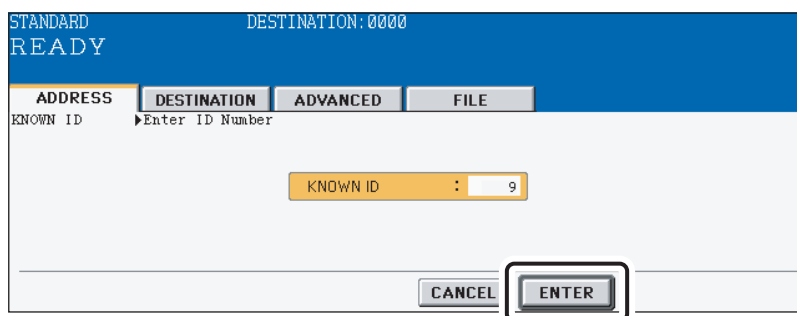 STANDARD DESTINATION:0000
READY
ADDRESS DESTINATION ADVANCED FILE
KNOWN ID ▶Enter ID Number
KNOWN ID : 9
CANCEL ENTER